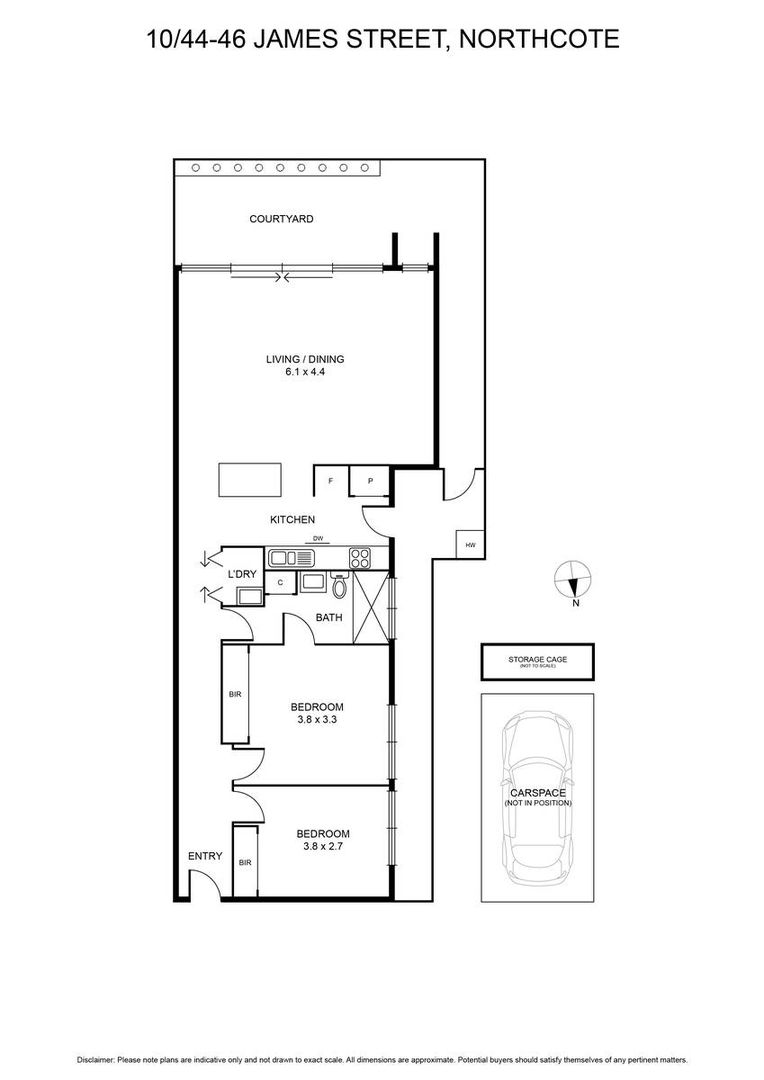 10/44-46 JAMES STREET, NORTHCOTE
COURTYARD
LIVING / DINING
6.1 x 4.4
F
P
KITCHEN
DW
HW
L'DRY
C
BATH
N
STORAGE CAGE
(NOT TO SCALE)
BIR
BEDROOM
3.8 x 3.3
CARSPACE
(NOT IN POSITION)
BEDROOM
3.8 x 2.7
ENTRY
BIR
Disclaimer: Please note plans are indicative only and not drawn to exact scale. All dimensions are approximate. Potential buyers should satisfy themselves of any pertinent matters.